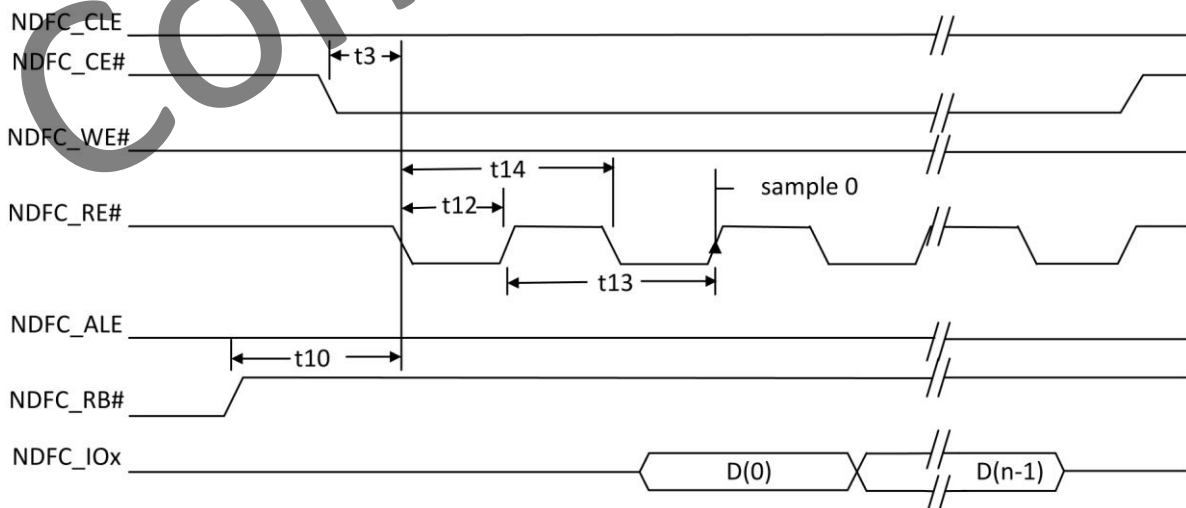 NDFC_CLE
t3
NDFC_CE#
NDFC_WE#
t14
sample 0
t12
NDFC_RE#
t13
NDFC_ALE
t10
NDFC_RB#
NDFC_IOx
D(0)
D(n-1)